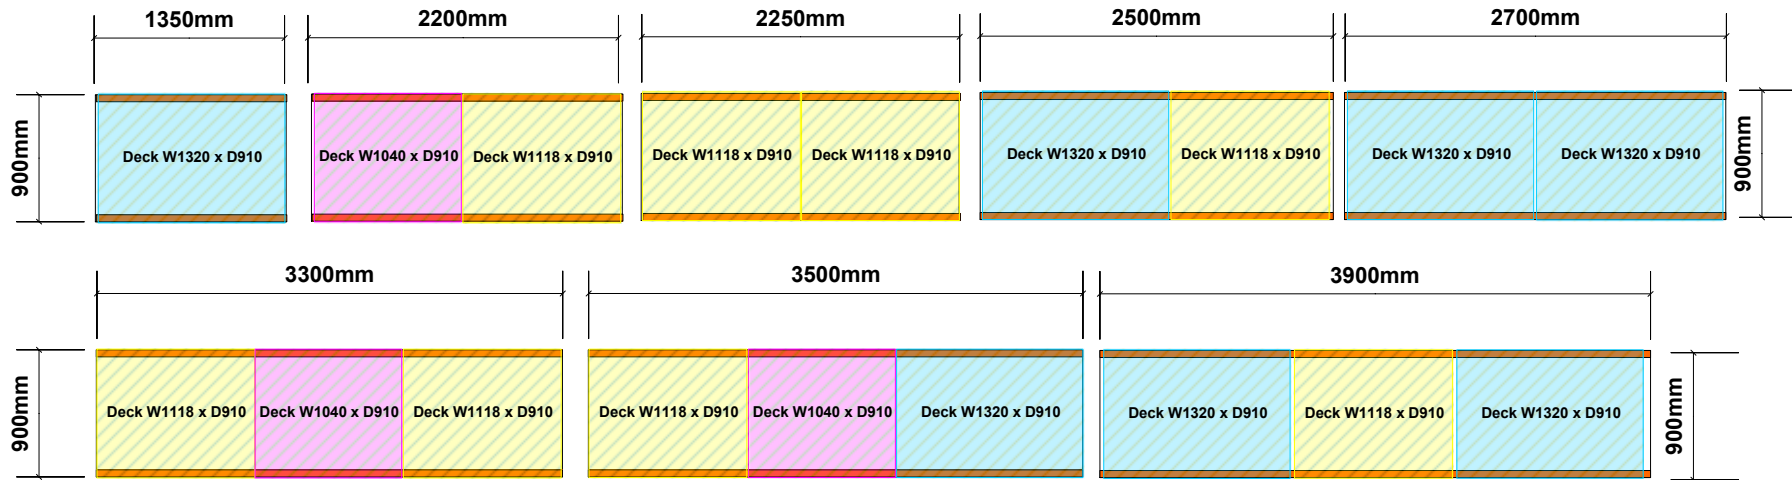 1350mm
2200mm
2250mm
2500mm
2700mm
900mm
Deck W1320 x D910
Deck W1040 x D910
Deck W1118 x D910
Deck W1118 x D910
Deck W1118 x D910
Deck W1320 x D910
Deck W1118 x D910
Deck W1320 x D910
Deck W1320 x D910
900mm
3300mm
3500mm
3900mm
900mm
Deck W1118 x D910
Deck W1040 x D910
Deck W1118 x D910
Deck W1118 x D910
Deck W1040 x D910
Deck W1320 x D910
Deck W1320 x D910
Deck W1118 x D910
Deck W1320 x D910
900mm